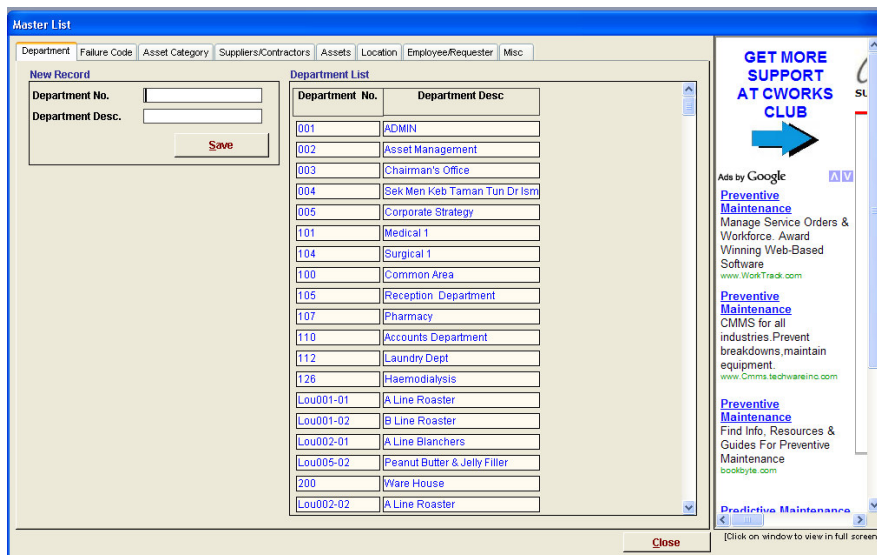 Master List
Department Failure Code Asset Category Suppliers/Contractors Assets Location Employee/Requester Misc
New Record
Department No.
Department Desc.
Save
Department List
Department No. Department Desc
001 ADMIN
002 Asset Management
003 Chairman's Office
004 Sek Men Keb Taman Tun Dr Ism
005 Corporate Strategy
101 Medical 1
104 Surgical 1
100 Common Area
105 Reception Department
107 Pharmacy
110 Accounts Department
112 Laundry Dept
126 Haemodialysis
Lou001-01 A Line Roaster
Lou001-02 B Line Roaster
Lou002-01 A Line Blanchers
Lou005-02 Peanut Butter & Jelly Filler
200 Ware House
Lou002-02 A Line Roaster
Close
GET MORE
SUPPORT
AT CWORKS
CLUB
Ads by Google
Preventive
Maintenance
Manage Service Orders &
Workforce. Award
Winning Web-Based
Software
www.WorkTrack.com
Preventive
Maintenance
CMMS for all
industries.Prevent
breakdowns,maintain
equipment.
www.Cmms.techwareinc.com
Preventive
Maintenance
Find Info, Resources &
Guides For Preventive
Maintenance
bookbyte.com
Predictive Maintenance
[Click on window to view in full screen